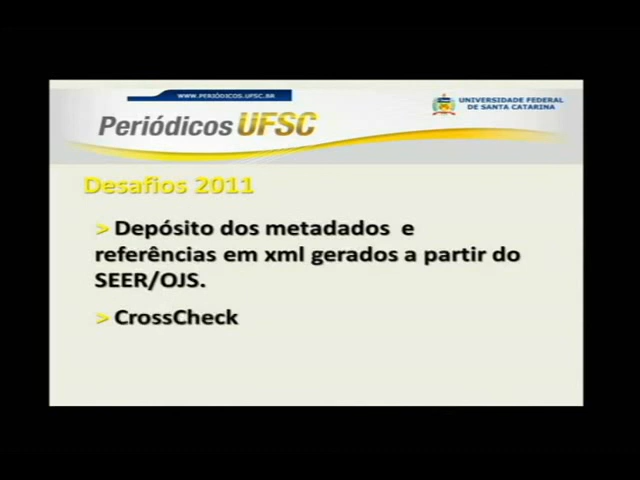 WWW.PERIÓDICOS.UFSC.BR
UNIVERSIDADE FEDERAL
DE SANTA CATARINA
Periódicos UFSC
Desafios 2011
> Depósito dos metadados e
referências em xml gerados a partir do
SEER/OJS.
> CrossCheck